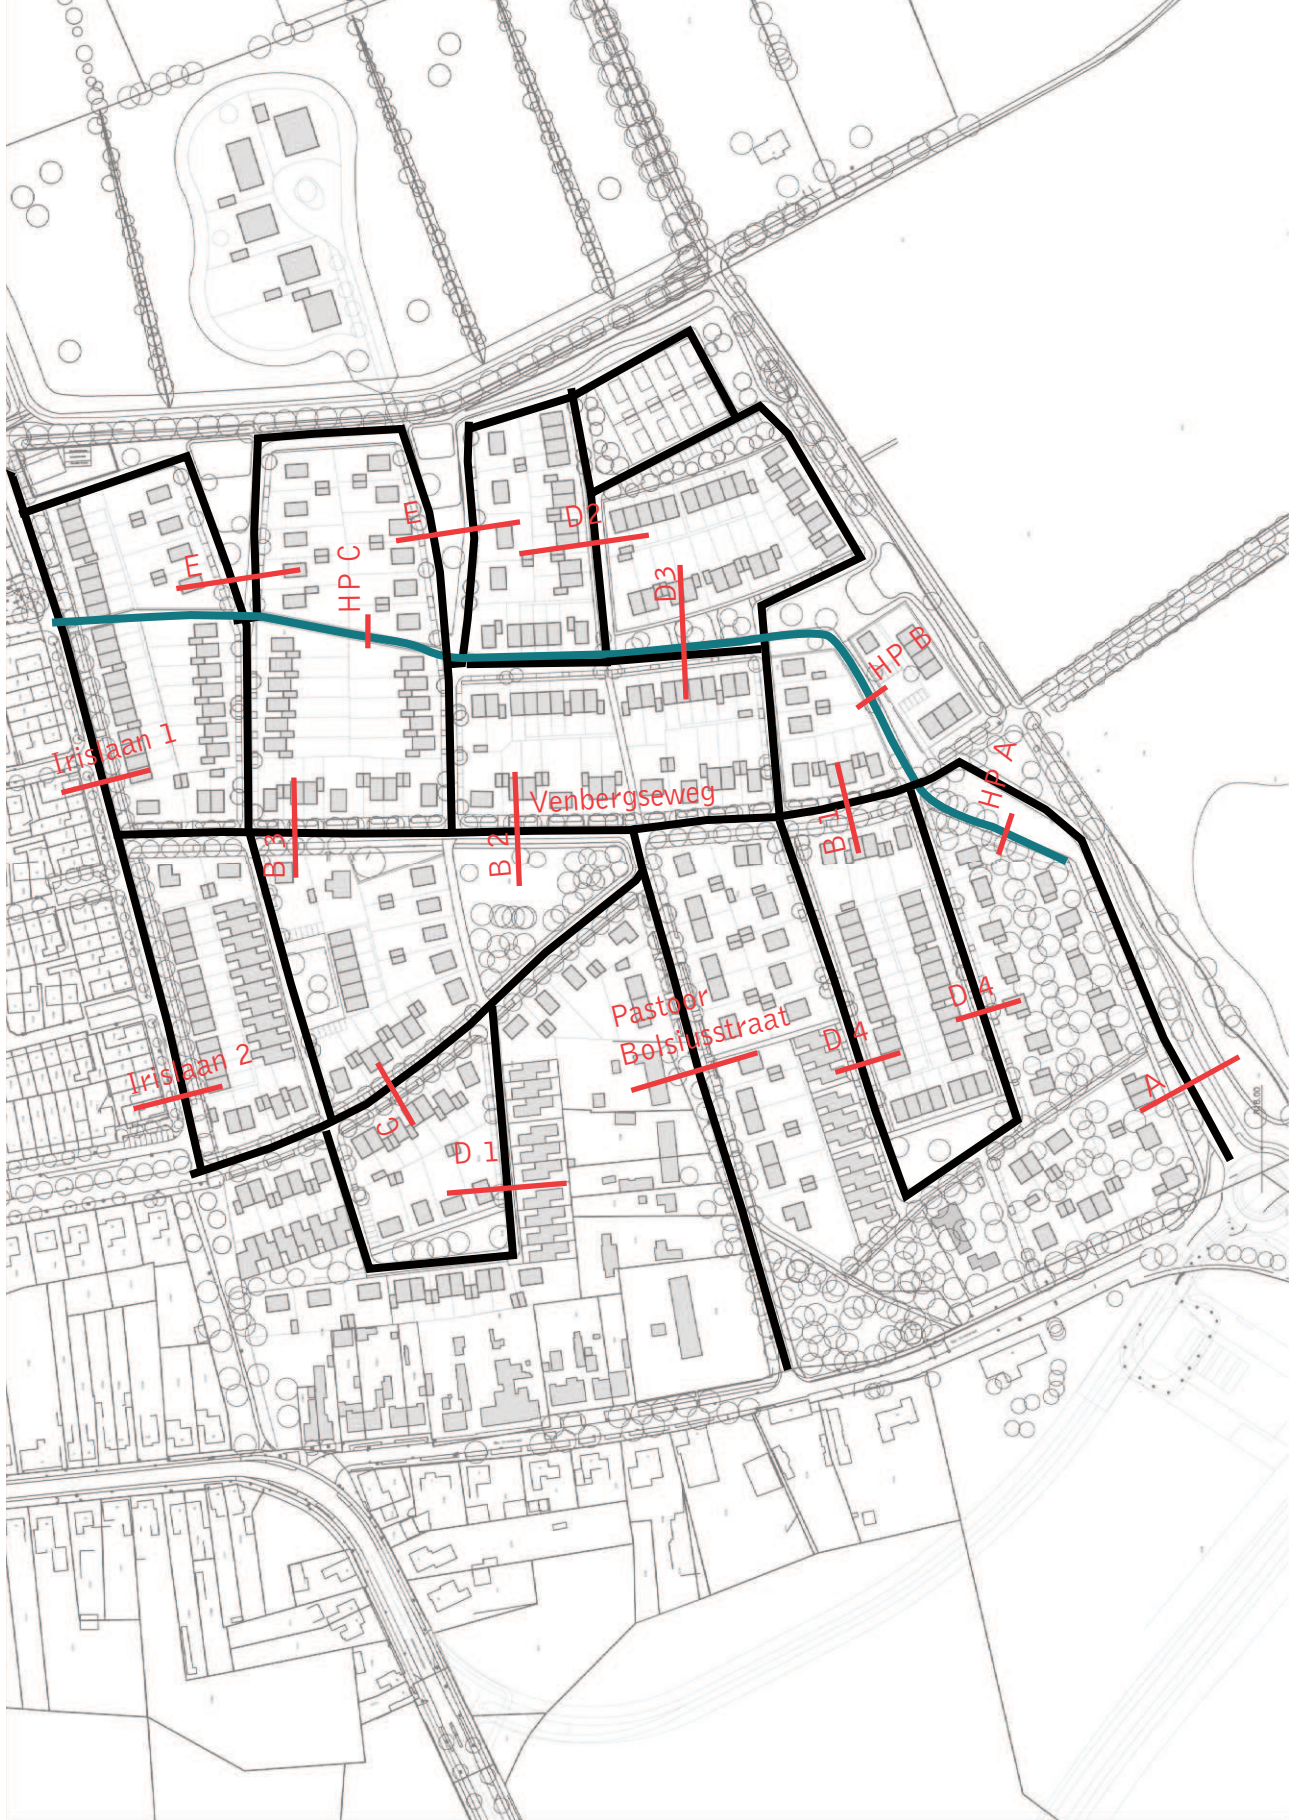 E
D2
E
HP C
D3
HP B
Irislaan 1
HP A
Venbergseweg
B 3
B 2
B 1
D 4
Pastoor
Bolsiusstraat
D 4
Irislaan 2
A
C
D 1